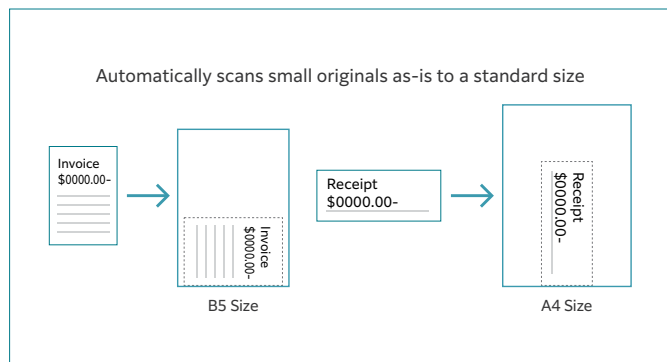 Automatically scans small originals as-is to a standard size
Invoice
$0000.00-
Invoice
$0000.00-
B5 Size
Receipt
$0000.00-
Receipt
$0000.00-
A4 Size